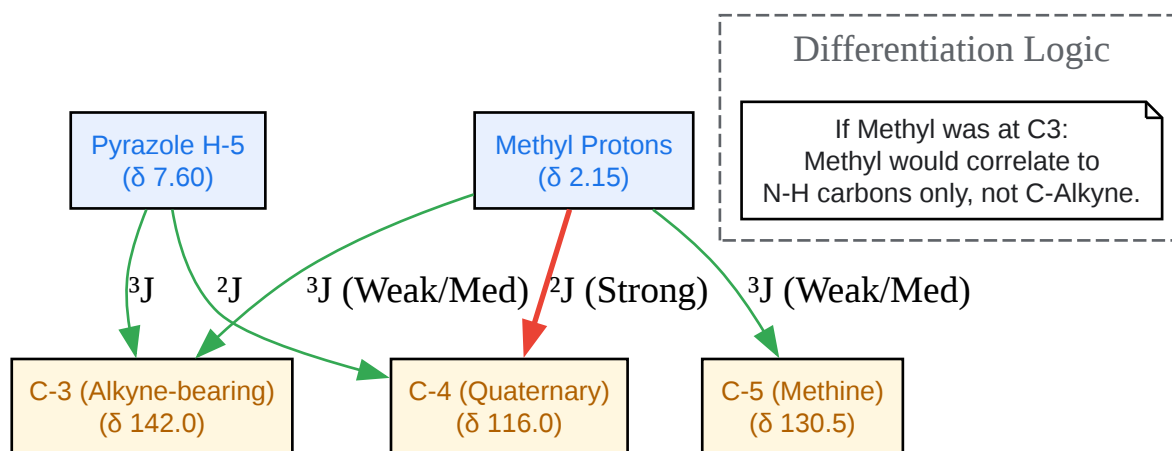 Differentiation Logic
If Methyl was at C3:
Methyl would correlate to
N-H carbons only, not C-Alkyne.
Pyrazole H-5
(δ 7.60)
Methyl Protons
(δ 2.15)
³J
²J
³J (Weak/Med)
²J (Strong)
³J (Weak/Med)
C-3 (Alkyne-bearing)
(δ 142.0)
C-4 (Quaternary)
(δ 116.0)
C-5 (Methine)
(δ 130.5)